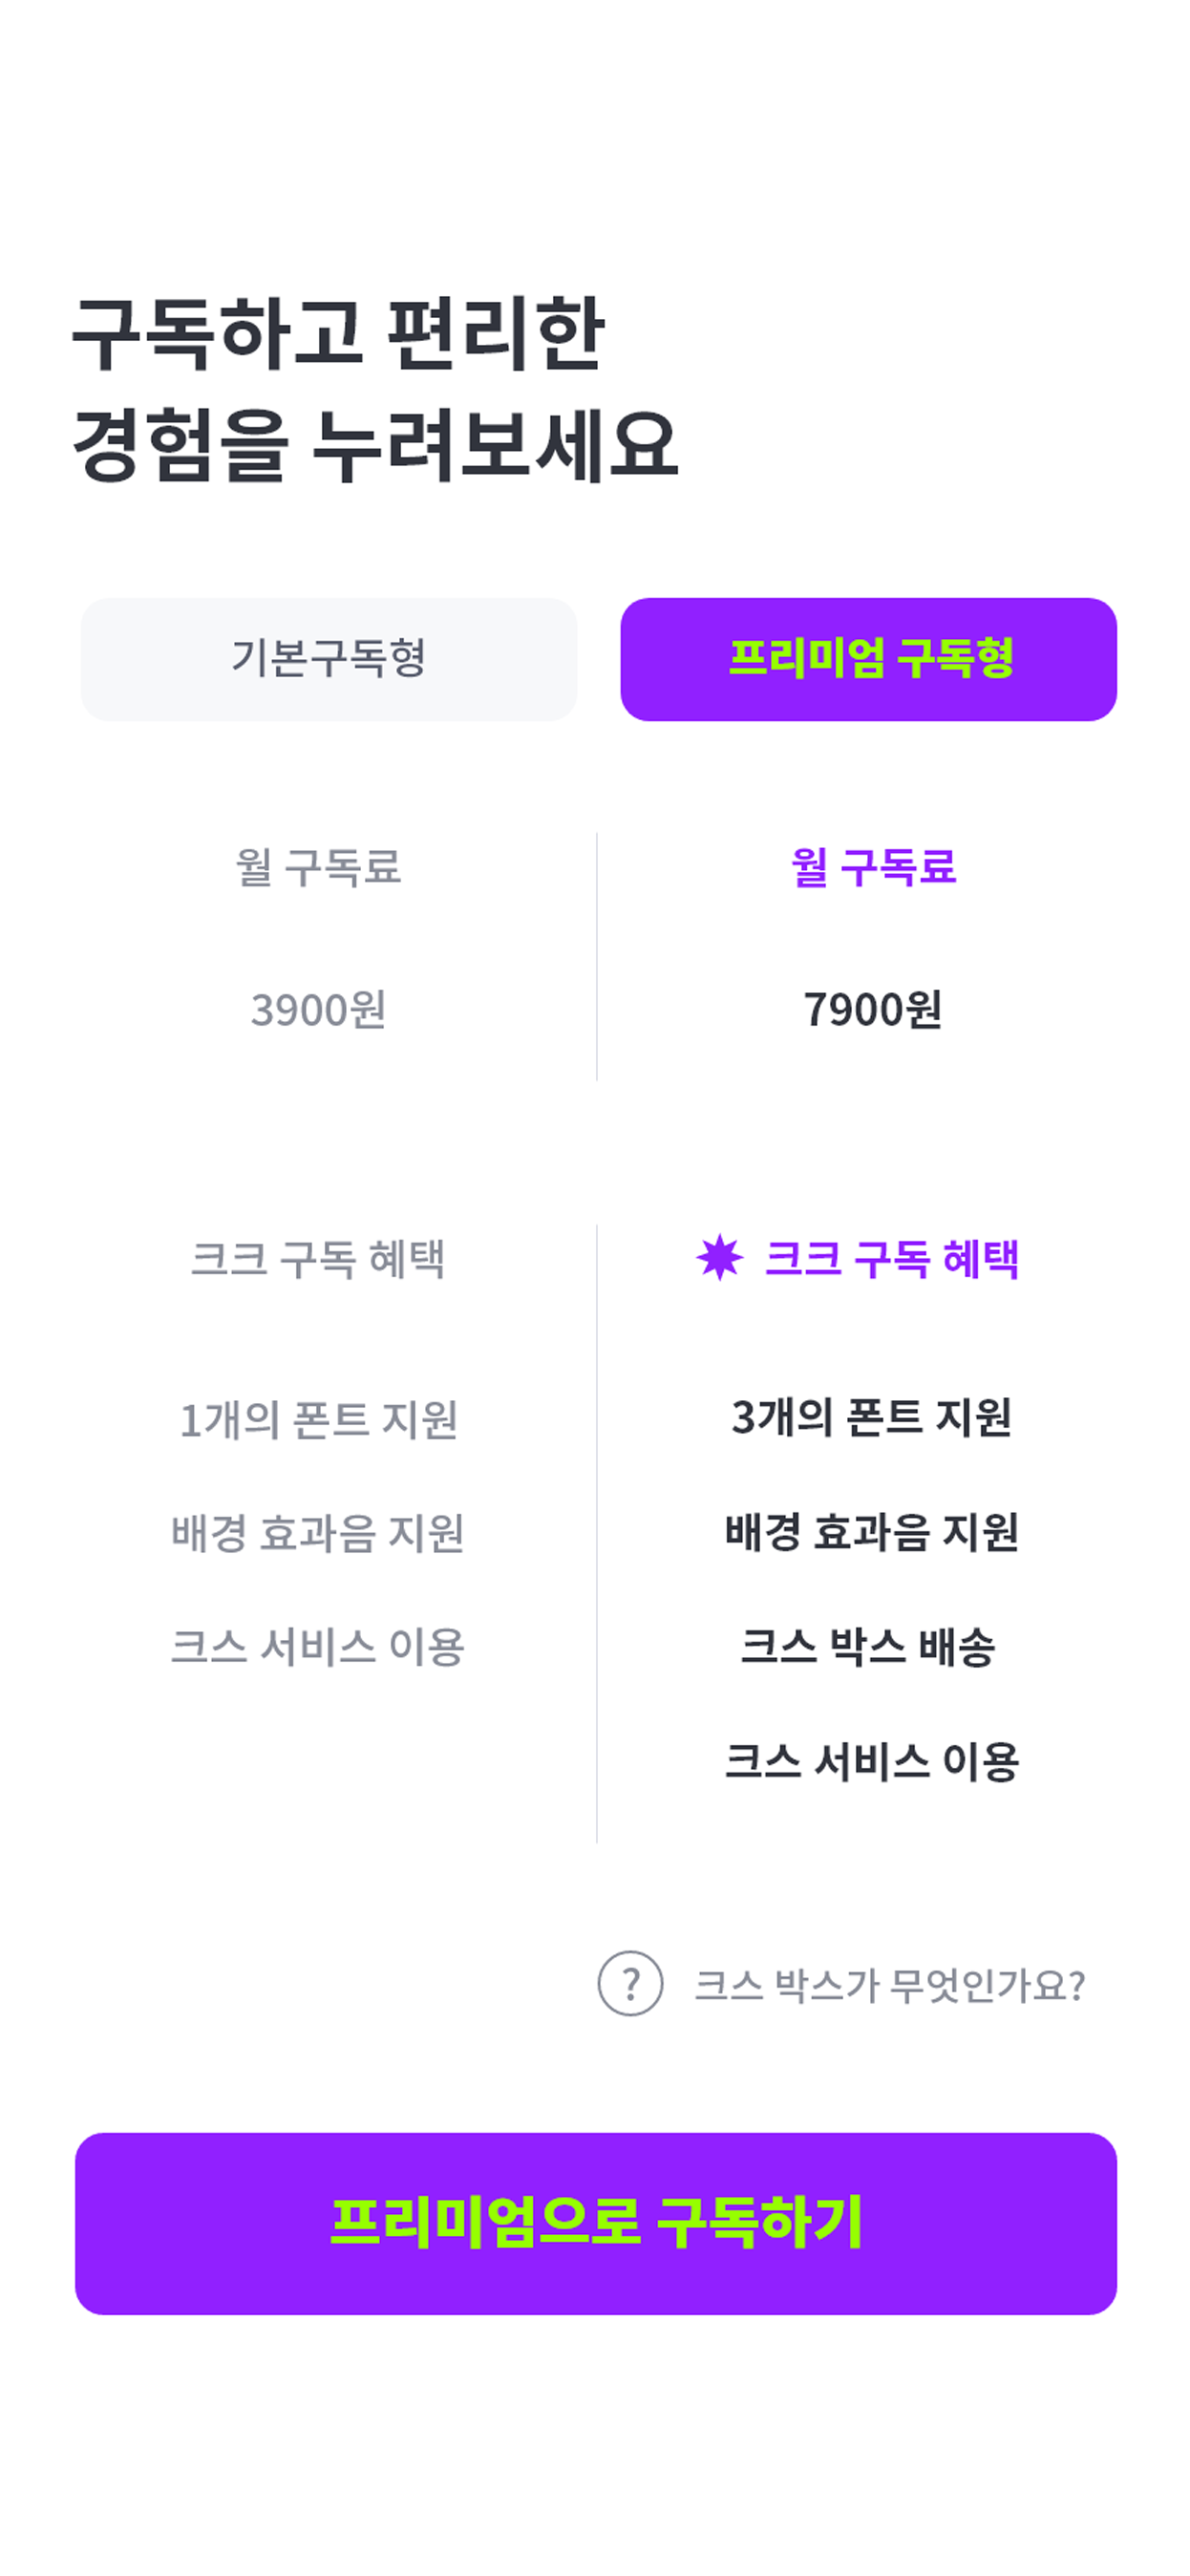 구독하고 편리한
경험을 누려보세요
기본구독형
프리미엄 구독형
월 구독료
월 구독료
3900원
7900원
크크 구독 혜택
크크 구독 혜택
1개의 폰트 지원
3개의 폰트 지원
배경 효과음 지원
배경 효과음 지원
크스 서비스 이용
크스 박스 배송
크스 서비스 이용
? 크스 박스가 무엇인가요?
프리미엄으로 구독하기